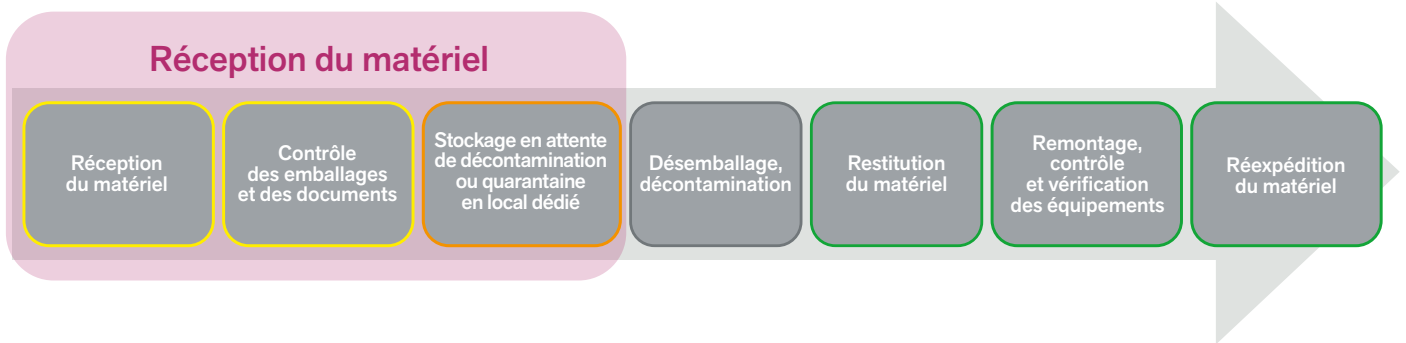 Réception du matériel
Réception
du matériel
Contrôle
des emballages
et des documents
Stockage en attente
de décontamination
ou quarantaine
en local dédié
Désemballage,
décontamination
Restitution
du matériel
Remontage,
contrôle
et vérification
des équipements
Réexpédition
du matériel